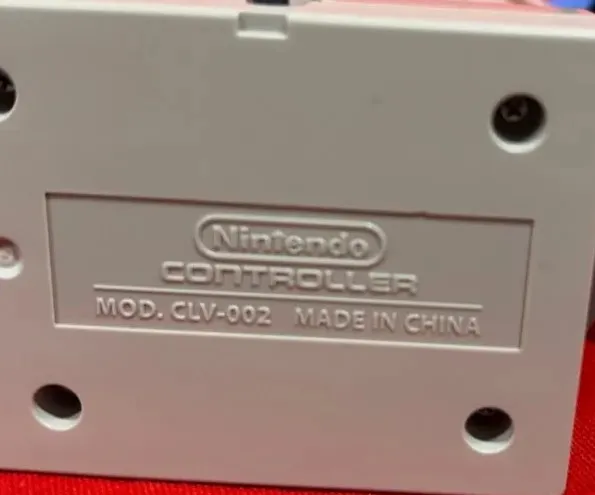 Nintendo
CONTROLLER
MOD. CLV-002 MADE IN CHINA